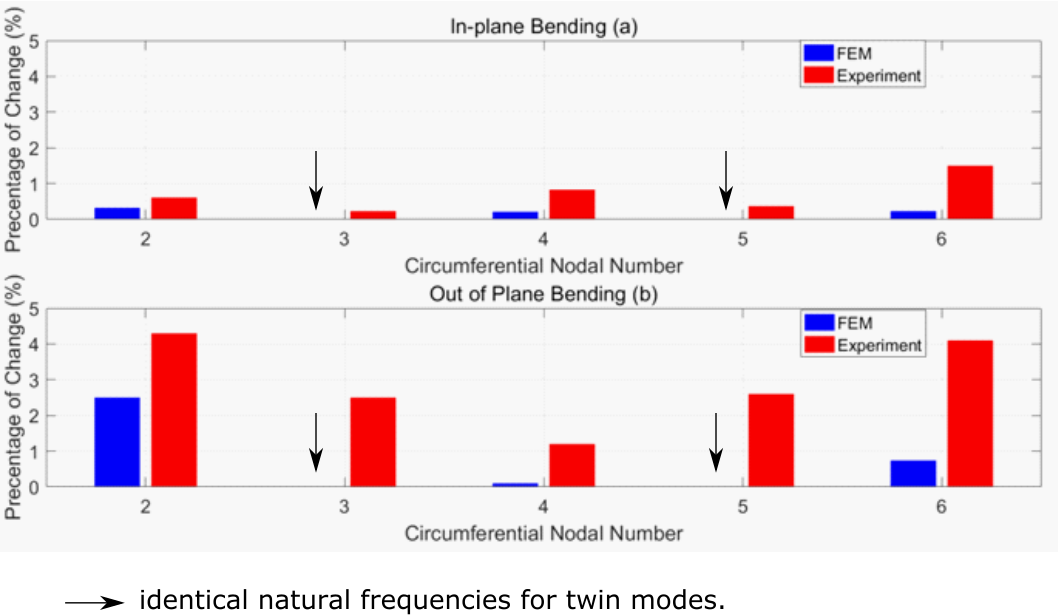 In-plane Bending (a)
Precentage of Change (%)
5
4
3
2
1
0
FEM
Experiment
2 3 4 5 6
Circumferential Nodal Number
Out of Plane Bending (b)
Precentage of Change (%)
5
4
3
2
1
0
FEM
Experiment
2 3 4 5 6
Circumferential Nodal Number
identical natural frequencies for twin modes.